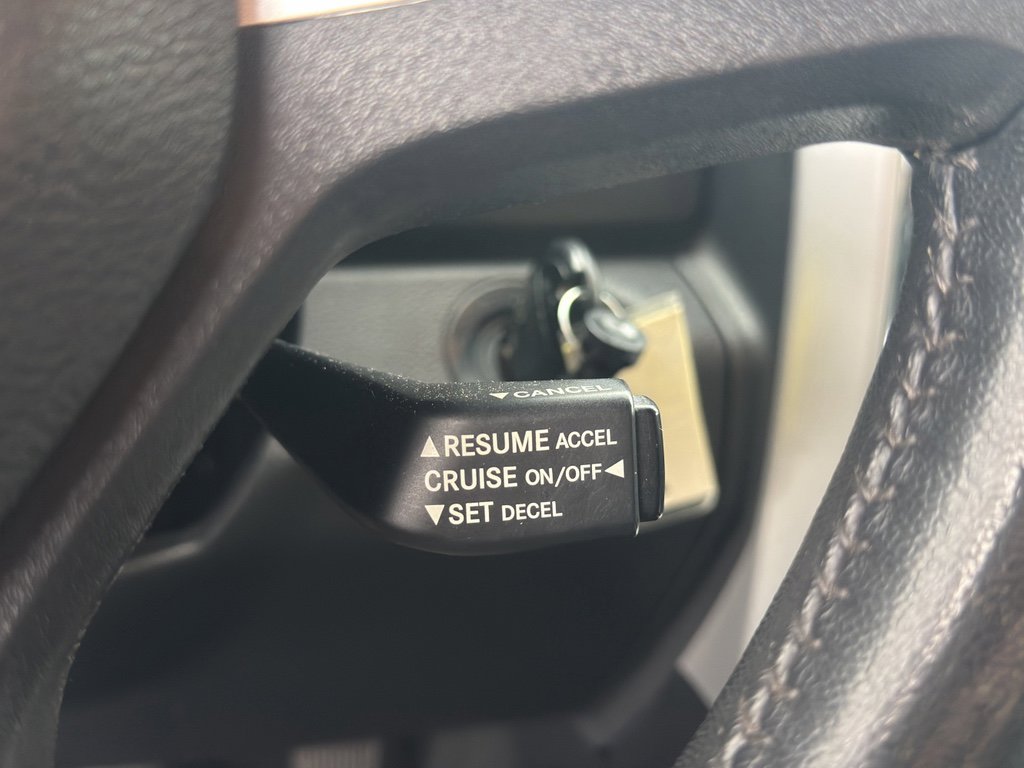 ▼CANCEL
▲RESUME ACCEL
CRUISE ON/OFF◀
▼SET DECEL